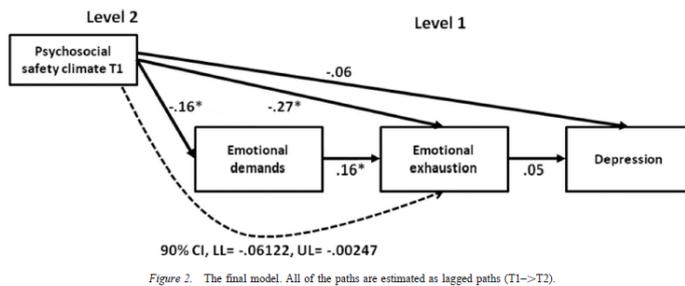 Level 2
Level 1
Psychosocial
safety climate T1
-.06
-.16*
-.27*
Emotional
demands
.16*
Emotional
exhaustion
.05
Depression
90% CI, LL= -.06122, UL= -.00247
Figure 2. The final model. All of the paths are estimated as lagged paths (T1–>T2).